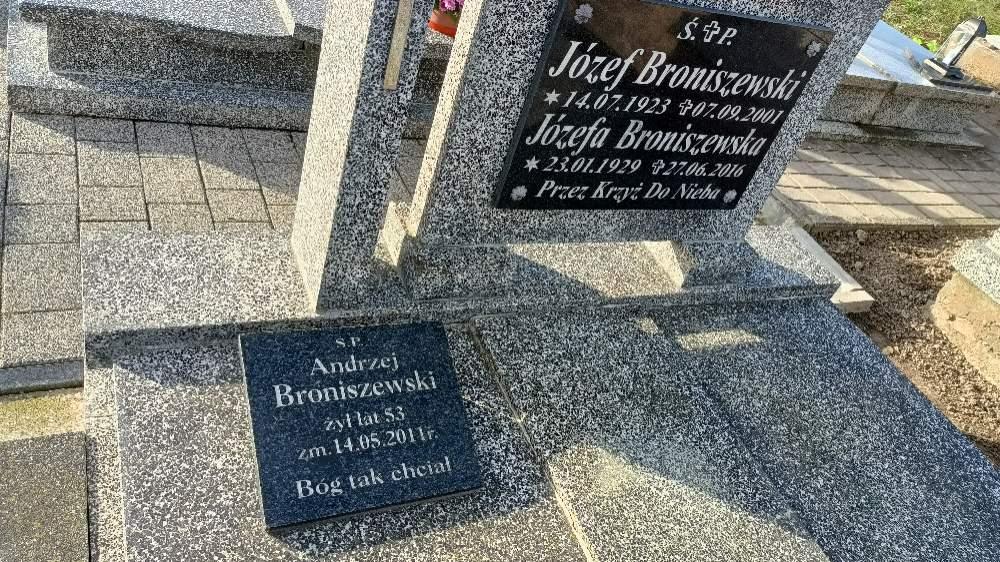 Ś.✝P.
Józef Broniszewski
✶14.07.1923 ✝07.09.2001
Józefa Broniszewska
✶23.01.1929 ✝27.06.2016
Przez Krzyż Do Nieba
Ś.P.
Andrzej
Broniszewski
żył lat 53
zm.14.05.2011r.
Bóg tak chciał